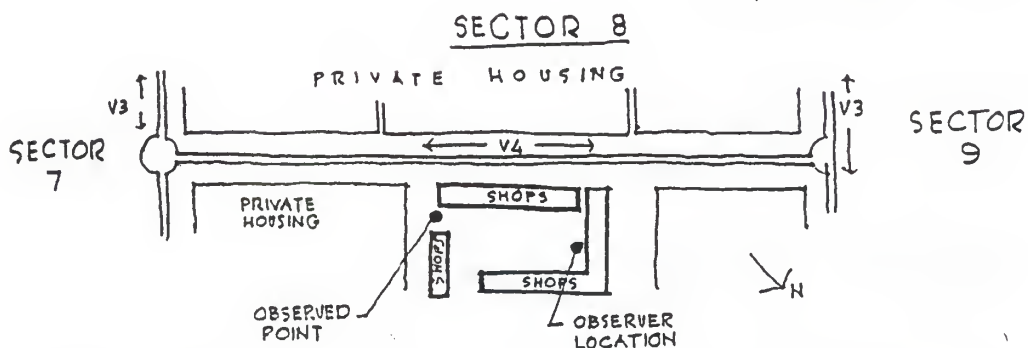 SECTOR 8
PRIVATE HOUSING
V3
V3
SECTOR
7
V4
SECTOR
9
SHOPS
PRIVATE
HOUSING
SHOPS
SHOPS
OBSERVED
POINT
OBSERVER
LOCATION
N